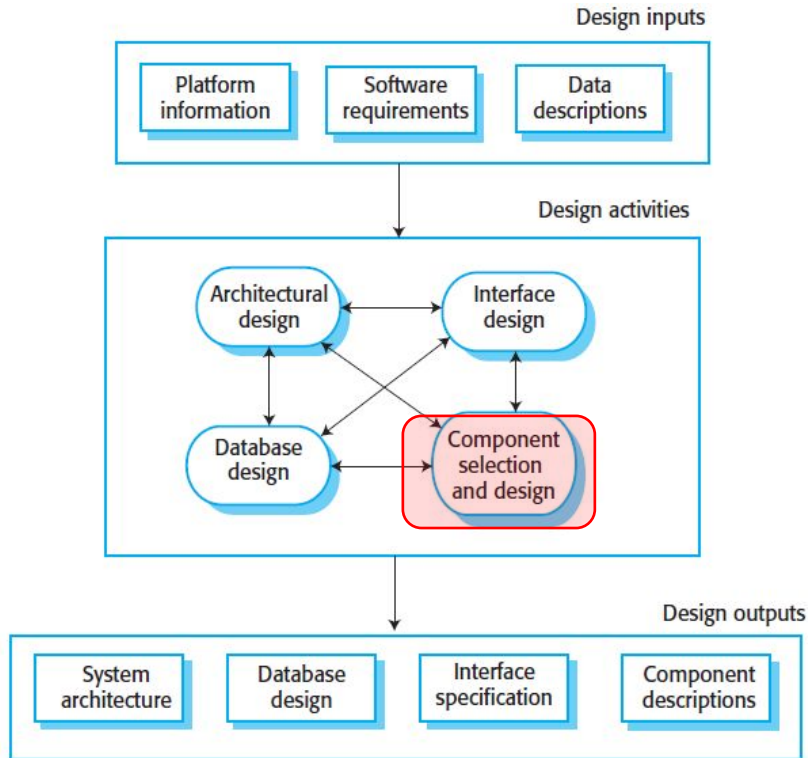 Design inputs
Platform
information
Software
requirements
Data
descriptions
Design activities
Architectural
design
Interface
design
Database
design
Component
selection
and design
Design outputs
System
architecture
Database
design
Interface
specification
Component
descriptions